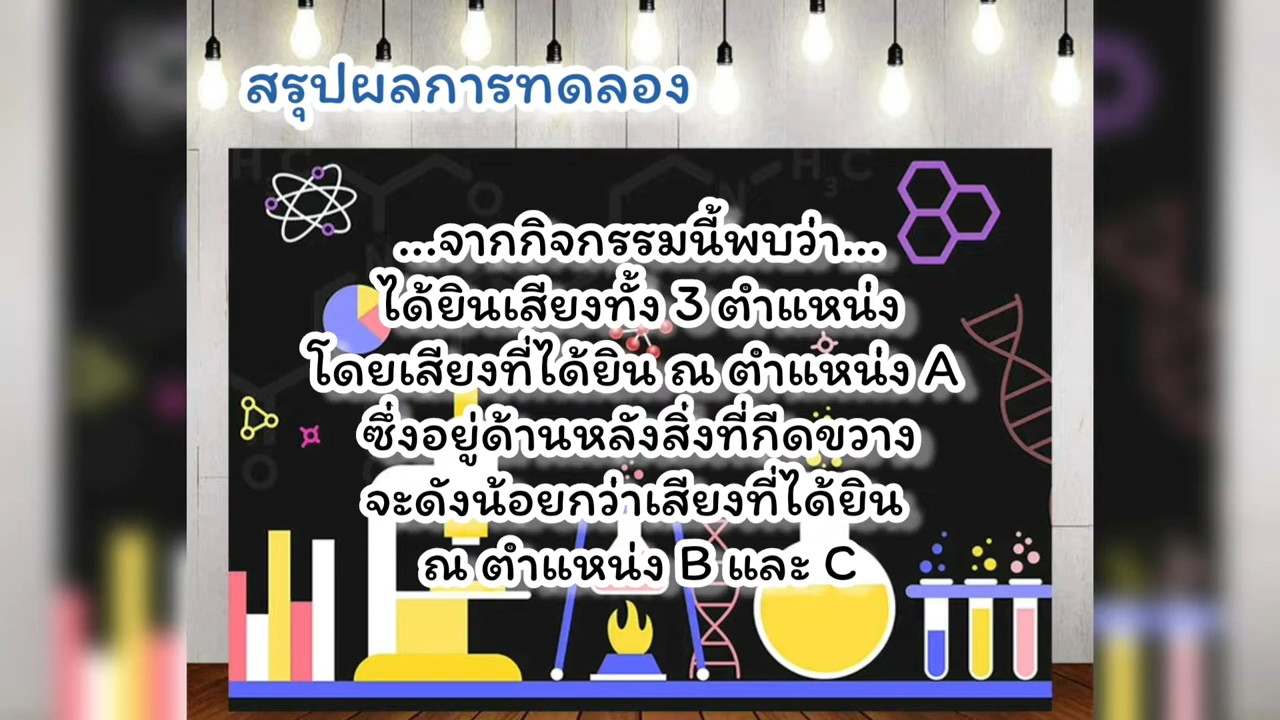 สรุปผลการทดลอง
...จากกิจกรรมนี้พบว่า...
ได้ยินเสียงทั้ง 3 ตำแหน่ง
โดยเสียงที่ได้ยิน ณ ตำแหน่ง A
ซึ่งอยู่ด้านหลังสิ่งที่กีดขวาง
จะดังน้อยกว่าเสียงที่ได้ยิน
ณ ตำแหน่ง B และ C